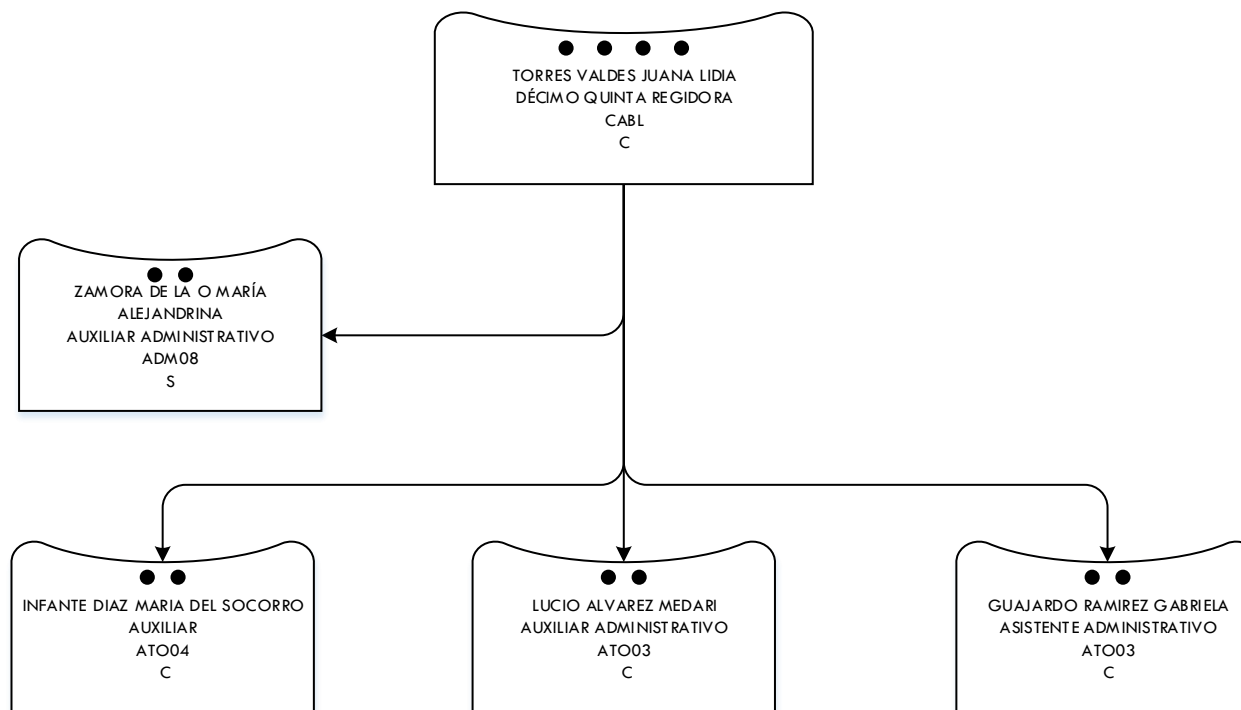 TORRES VALDES JUANA LIDIA
DÉCIMO QUINTA REGIDORA
CABL
C
ZAMORA DE LA O MARÍA
ALEJANDRINA
AUXILIAR ADMINISTRATIVO
ADM08
S
INFANTE DIAZ MARIA DEL SOCORRO
AUXILIAR
ATO04
C
LUCIO ALVAREZ MEDARI
AUXILIAR ADMINISTRATIVO
ATO03
C
GUAJARDO RAMIREZ GABRIELA
ASISTENTE ADMINISTRATIVO
ATO03
C